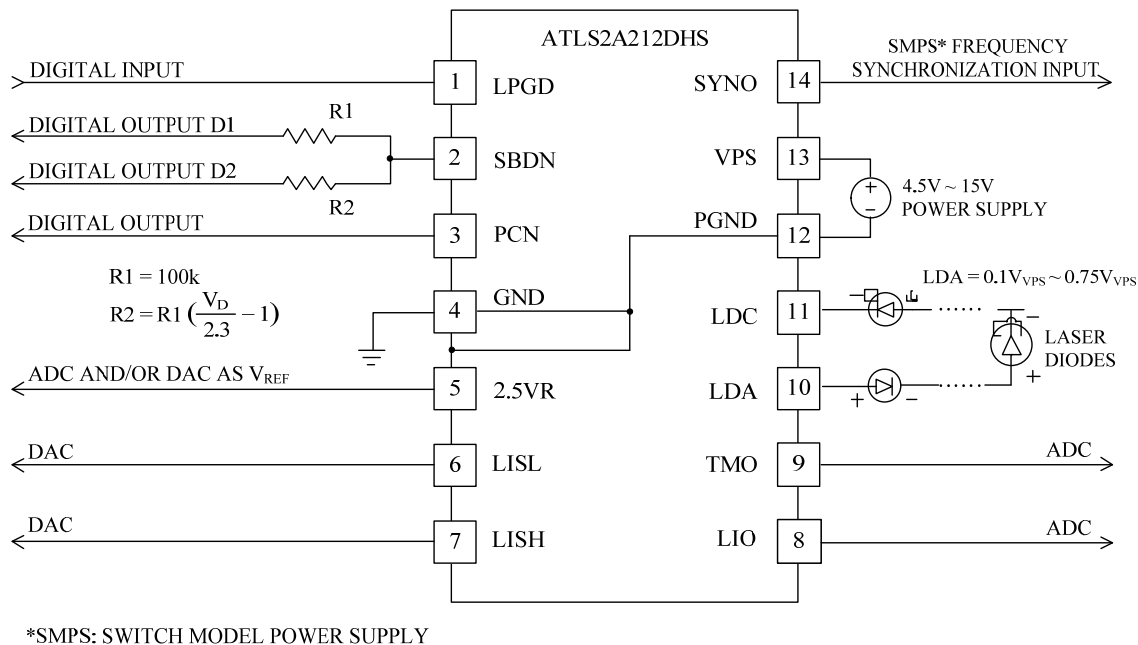 ATLS2A212DHS
DIGITAL INPUT
1
LPGD
DIGITAL OUTPUT D1
R1
DIGITAL OUTPUT D2
R2
2
SBDN
DIGITAL OUTPUT
3
PCN
R1 = 100k
R2 = R1 (V_D/2.3 − 1)
4
GND
ADC AND/OR DAC AS V_REF
5
2.5VR
DAC
6
LISL
DAC
7
LISH
SMPS* FREQUENCY
SYNCHRONIZATION INPUT
SYNO
14
VPS
13
+
−
4.5V ~ 15V
POWER SUPPLY
PGND
12
LDA = 0.1V_VPS ~ 0.75V_VPS
LDC
11
−
−
LASER
DIODES
+
LDA
10
+
−
TMO
9
ADC
LIO
8
ADC
*SMPS: SWITCH MODEL POWER SUPPLY